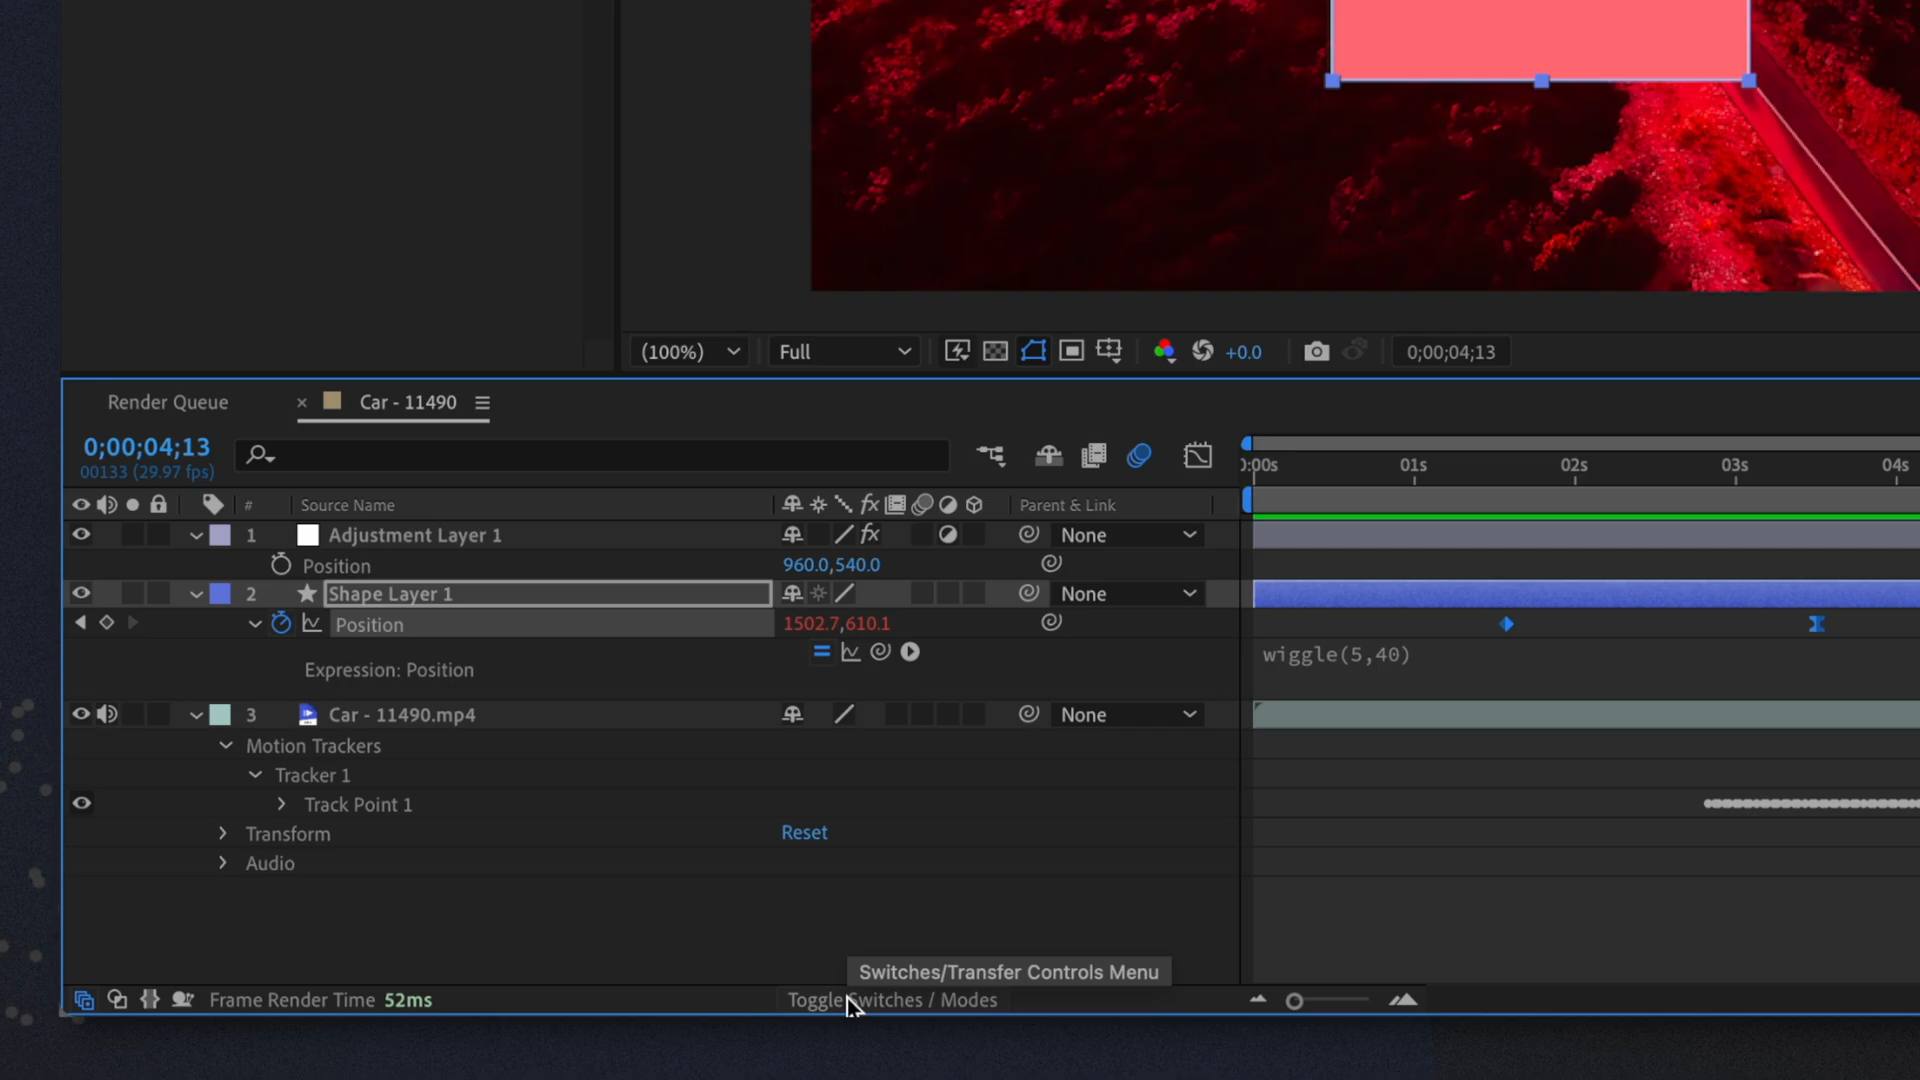 (100%)
Full
+0.0
0;00;04;13
Render Queue
× Car - 11490
0;00;04;13
00133 (29.97 fps)
0:00s 01s 02s 03s 04s
# Source Name
fx
Parent & Link
1 Adjustment Layer 1
fx
None
Position
960.0,540.0
2 Shape Layer 1
None
Position
1502.7,610.1
Expression: Position
wiggle(5,40)
3 Car - 11490.mp4
None
Motion Trackers
Tracker 1
Track Point 1
Transform
Reset
Audio
Switches/Transfer Controls Menu
Frame Render Time 52ms
Toggle Switches / Modes